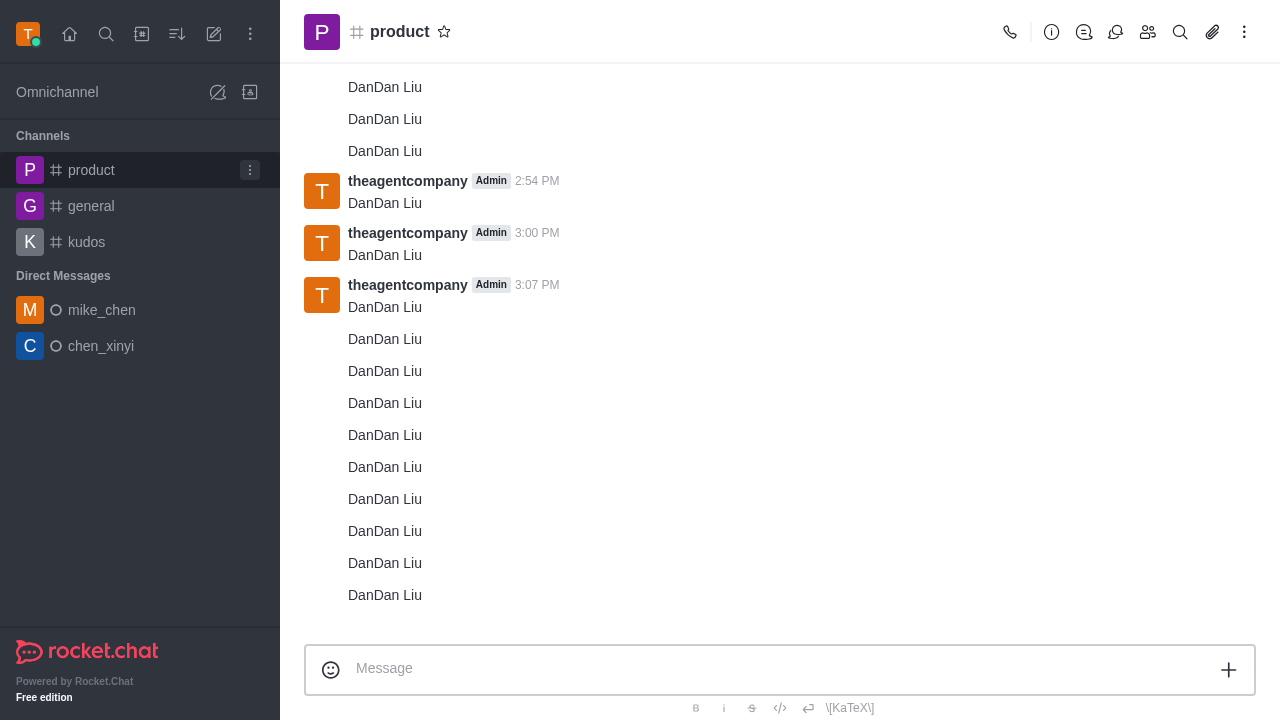 T
Omnichannel
Channels
P product
G general
K kudos
Direct Messages
M mike_chen
C chen_xinyi
rocket.chat
Powered by Rocket.Chat
Free edition
P product
DanDan Liu
DanDan Liu
DanDan Liu
T theagentcompany Admin 2:54 PM
DanDan Liu
T theagentcompany Admin 3:00 PM
DanDan Liu
T theagentcompany Admin 3:07 PM
DanDan Liu
DanDan Liu
DanDan Liu
DanDan Liu
DanDan Liu
DanDan Liu
DanDan Liu
DanDan Liu
DanDan Liu
DanDan Liu
Message
B i S </> \[KaTeX\]